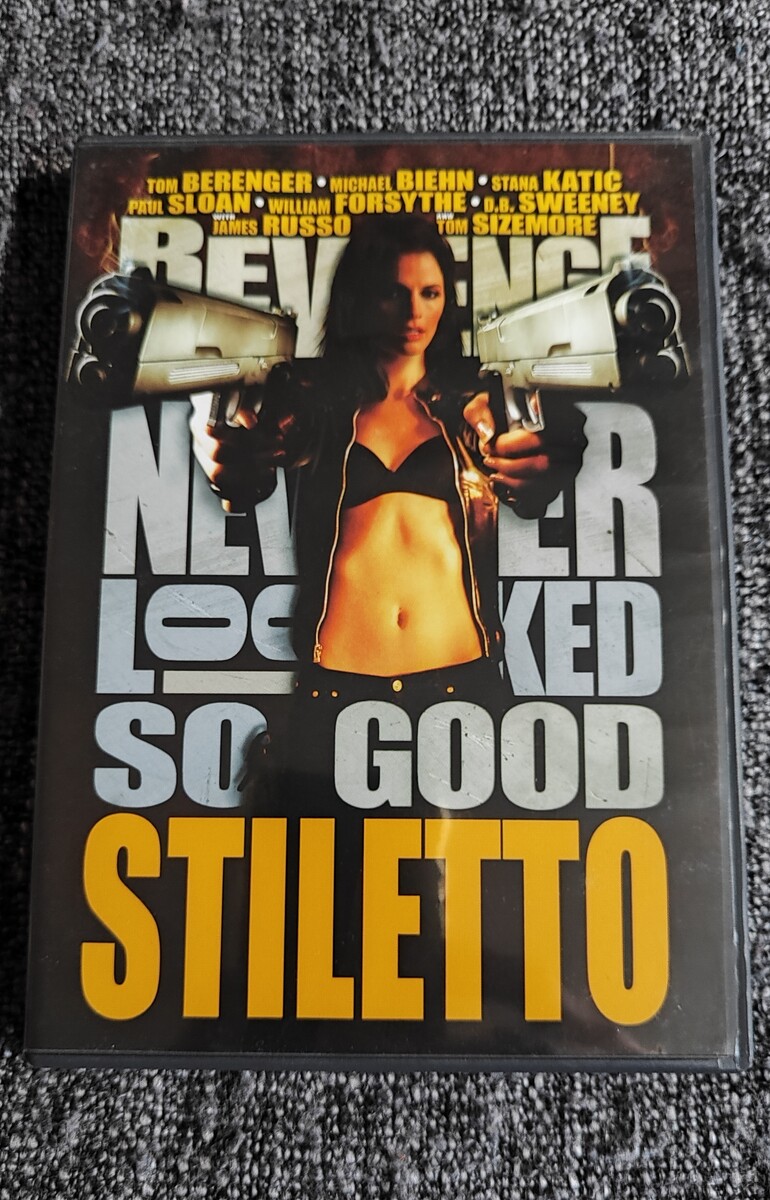 TOM BERENGER • MICHAEL BIEHN • STANA KATIC
PAUL SLOAN • WILLIAM FORSYTHE • D.B. SWEENEY
WITH JAMES RUSSO AND TOM SIZEMORE
REVENGE
NEVER
LOOKED
SO GOOD
STILETTO